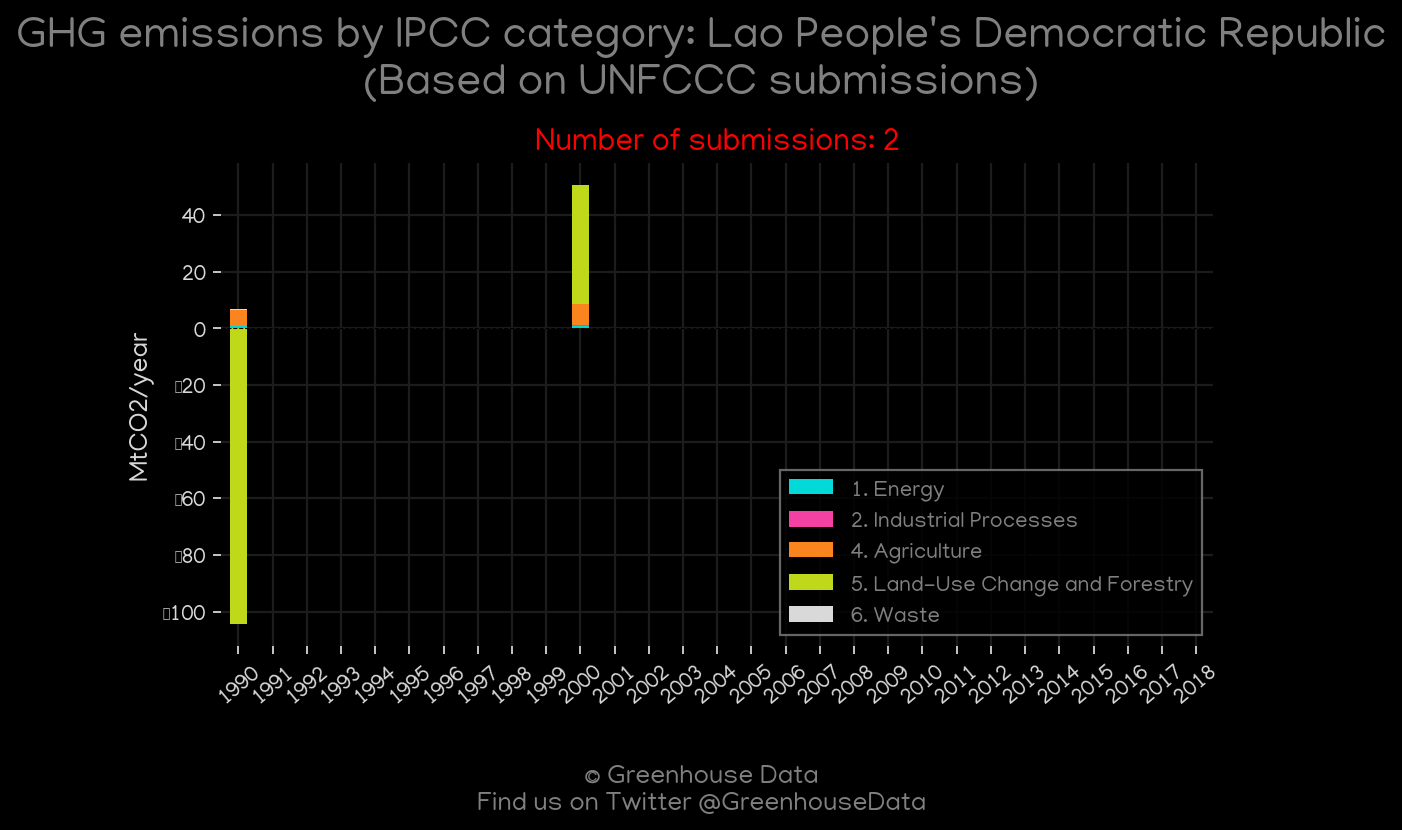 GHG emissions by IPCC category: Lao People's Democratic Republic
(Based on UNFCCC submissions)
Number of submissions: 2
MtCO2/year
40
20
0
▯20
▯40
▯60
▯80
▯100
1. Energy
2. Industrial Processes
4. Agriculture
5. Land-Use Change and Forestry
6. Waste
1990 1991 1992 1993 1994 1995 1996 1997 1998 1999 2000 2001 2002 2003 2004 2005 2006 2007 2008 2009 2010 2011 2012 2013 2014 2015 2016 2017 2018
© Greenhouse Data
Find us on Twitter @GreenhouseData